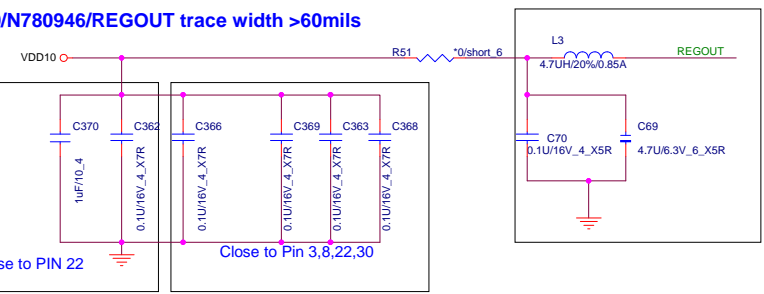 /N780946/REGOUT trace width >60mils
VDD10
R51
*0/short_6
L3
4.7UH/20%/0.85A
REGOUT
C370
1uF/10_4
C362
0.1U/16V_4_X7R
C366
0.1U/16V_4_X7R
C369
0.1U/16V_4_X7R
C363
0.1U/16V_4_X7R
C368
0.1U/16V_4_X7R
C70
0.1U/16V_4_X5R
C69
4.7U/6.3V_6_X5R
se to PIN 22
Close to Pin 3,8,22,30